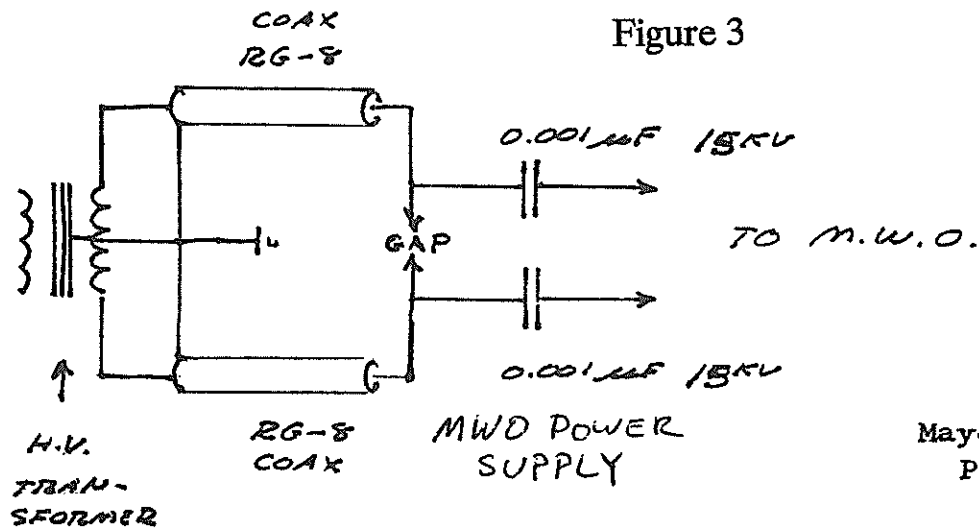 Figure 3
COAX
RG-8
0.001 µF 15KV
GAP
TO M.W.O.
0.001 µF 15KV
H.V.
TRAN-
SFORMER
RG-8
COAX
MWO POWER
SUPPLY
May
P